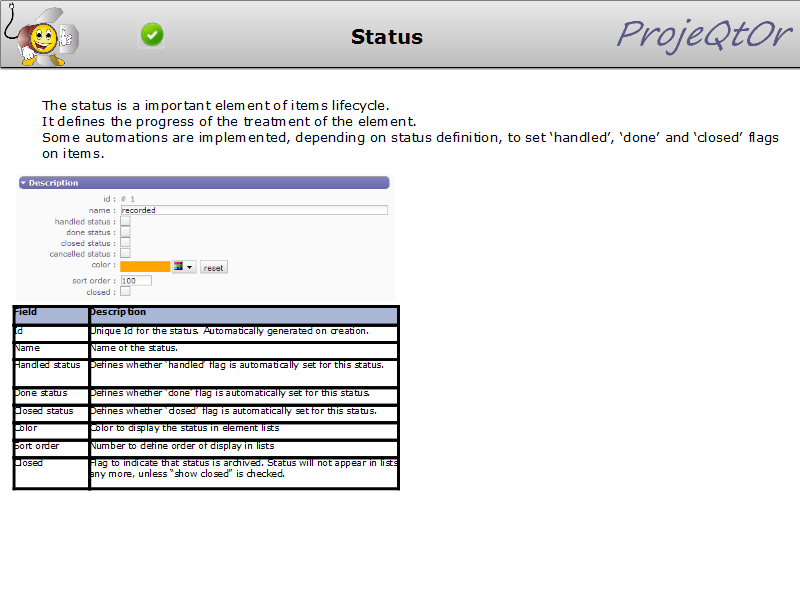 Status
ProjeQtOr
The status is a important element of items lifecycle.
It defines the progress of the treatment of the element.
Some automations are implemented, depending on status definition, to set ‘handled’, ‘done’ and ‘closed’ flags
on items.
Description
id : # 1
name : recorded
handled status :
done status :
closed status :
cancelled status :
color : reset
sort order : 100
closed :
Field Description
Id Unique Id for the status. Automatically generated on creation.
Name Name of the status.
Handled status Defines whether ‘handled’ flag is automatically set for this status.
Done status Defines whether ‘done’ flag is automatically set for this status.
Closed status Defines whether ‘closed’ flag is automatically set for this status.
Color Color to display the status in element lists
Sort order Number to define order of display in lists
Closed Flag to indicate that status is archived. Status will not appear in lists
any more, unless “show closed” is checked.